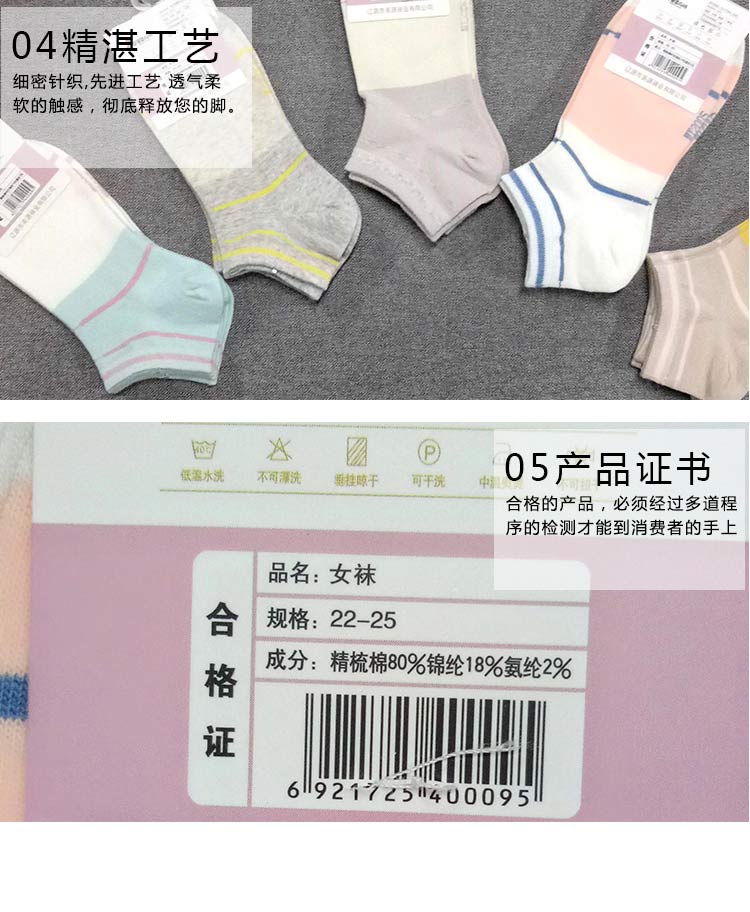 04精湛工艺
细密针织,先进工艺.透气柔
软的触感，彻底释放您的脚。
05产品证书
合格的产品，必须经过多道程
序的检测才能到消费者的手上
40℃
低温水洗
不可漂洗
垂挂晾干
P
可干洗
合格证
品名：女袜
规格：22-25
成分：精梳棉80%锦纶18%氨纶2%
6 921725 400095